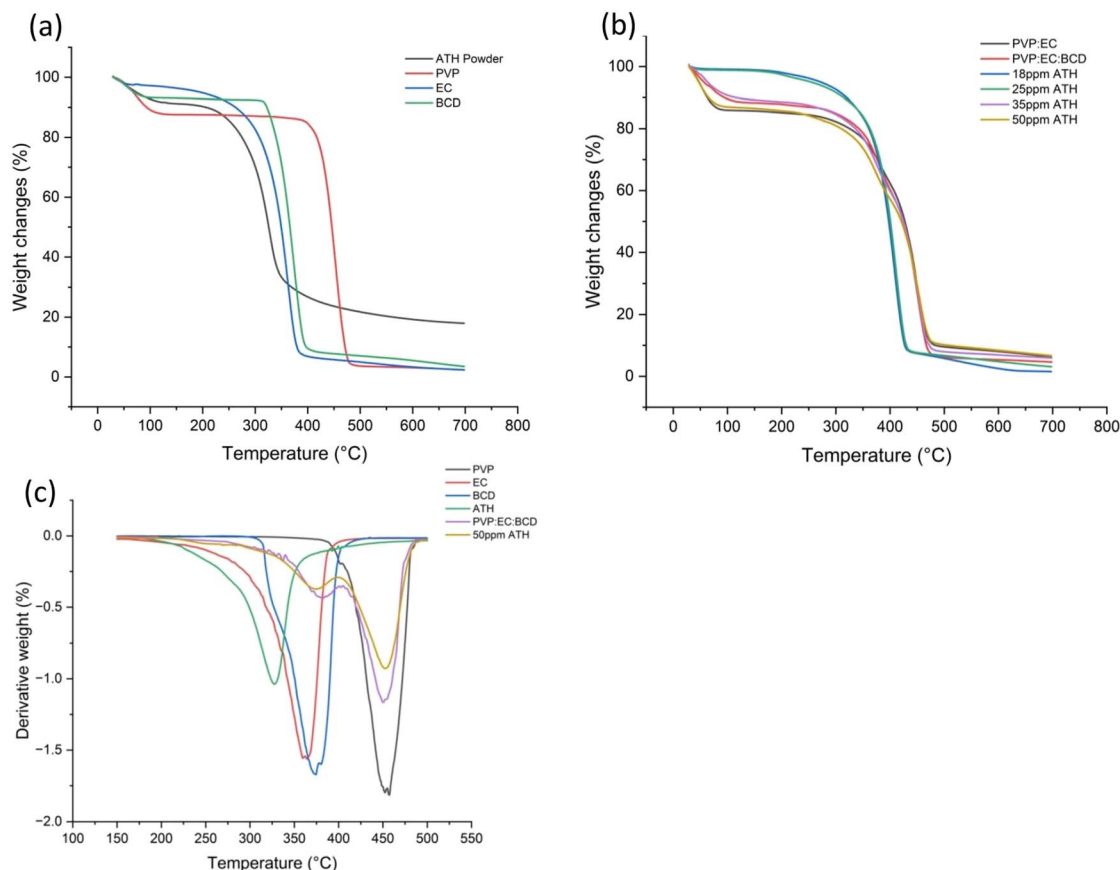 (a)
ATH Powder
PVP
EC
BCD
100
80
60
40
20
0
Weight changes (%)
0 100 200 300 400 500 600 700 800
Temperature (°C)
(b)
PVP:EC
PVP:EC:BCD
18ppm ATH
25ppm ATH
35ppm ATH
50ppm ATH
100
80
60
40
20
0
Weight changes (%)
0 100 200 300 400 500 600 700 800
Temperature (°C)
(c)
PVP
EC
BCD
ATH
PVP:EC:BCD
50ppm ATH
0.0
−0.5
−1.0
−1.5
−2.0
Derivative weight (%)
100 150 200 250 300 350 400 450 500 550
Temperature (°C)